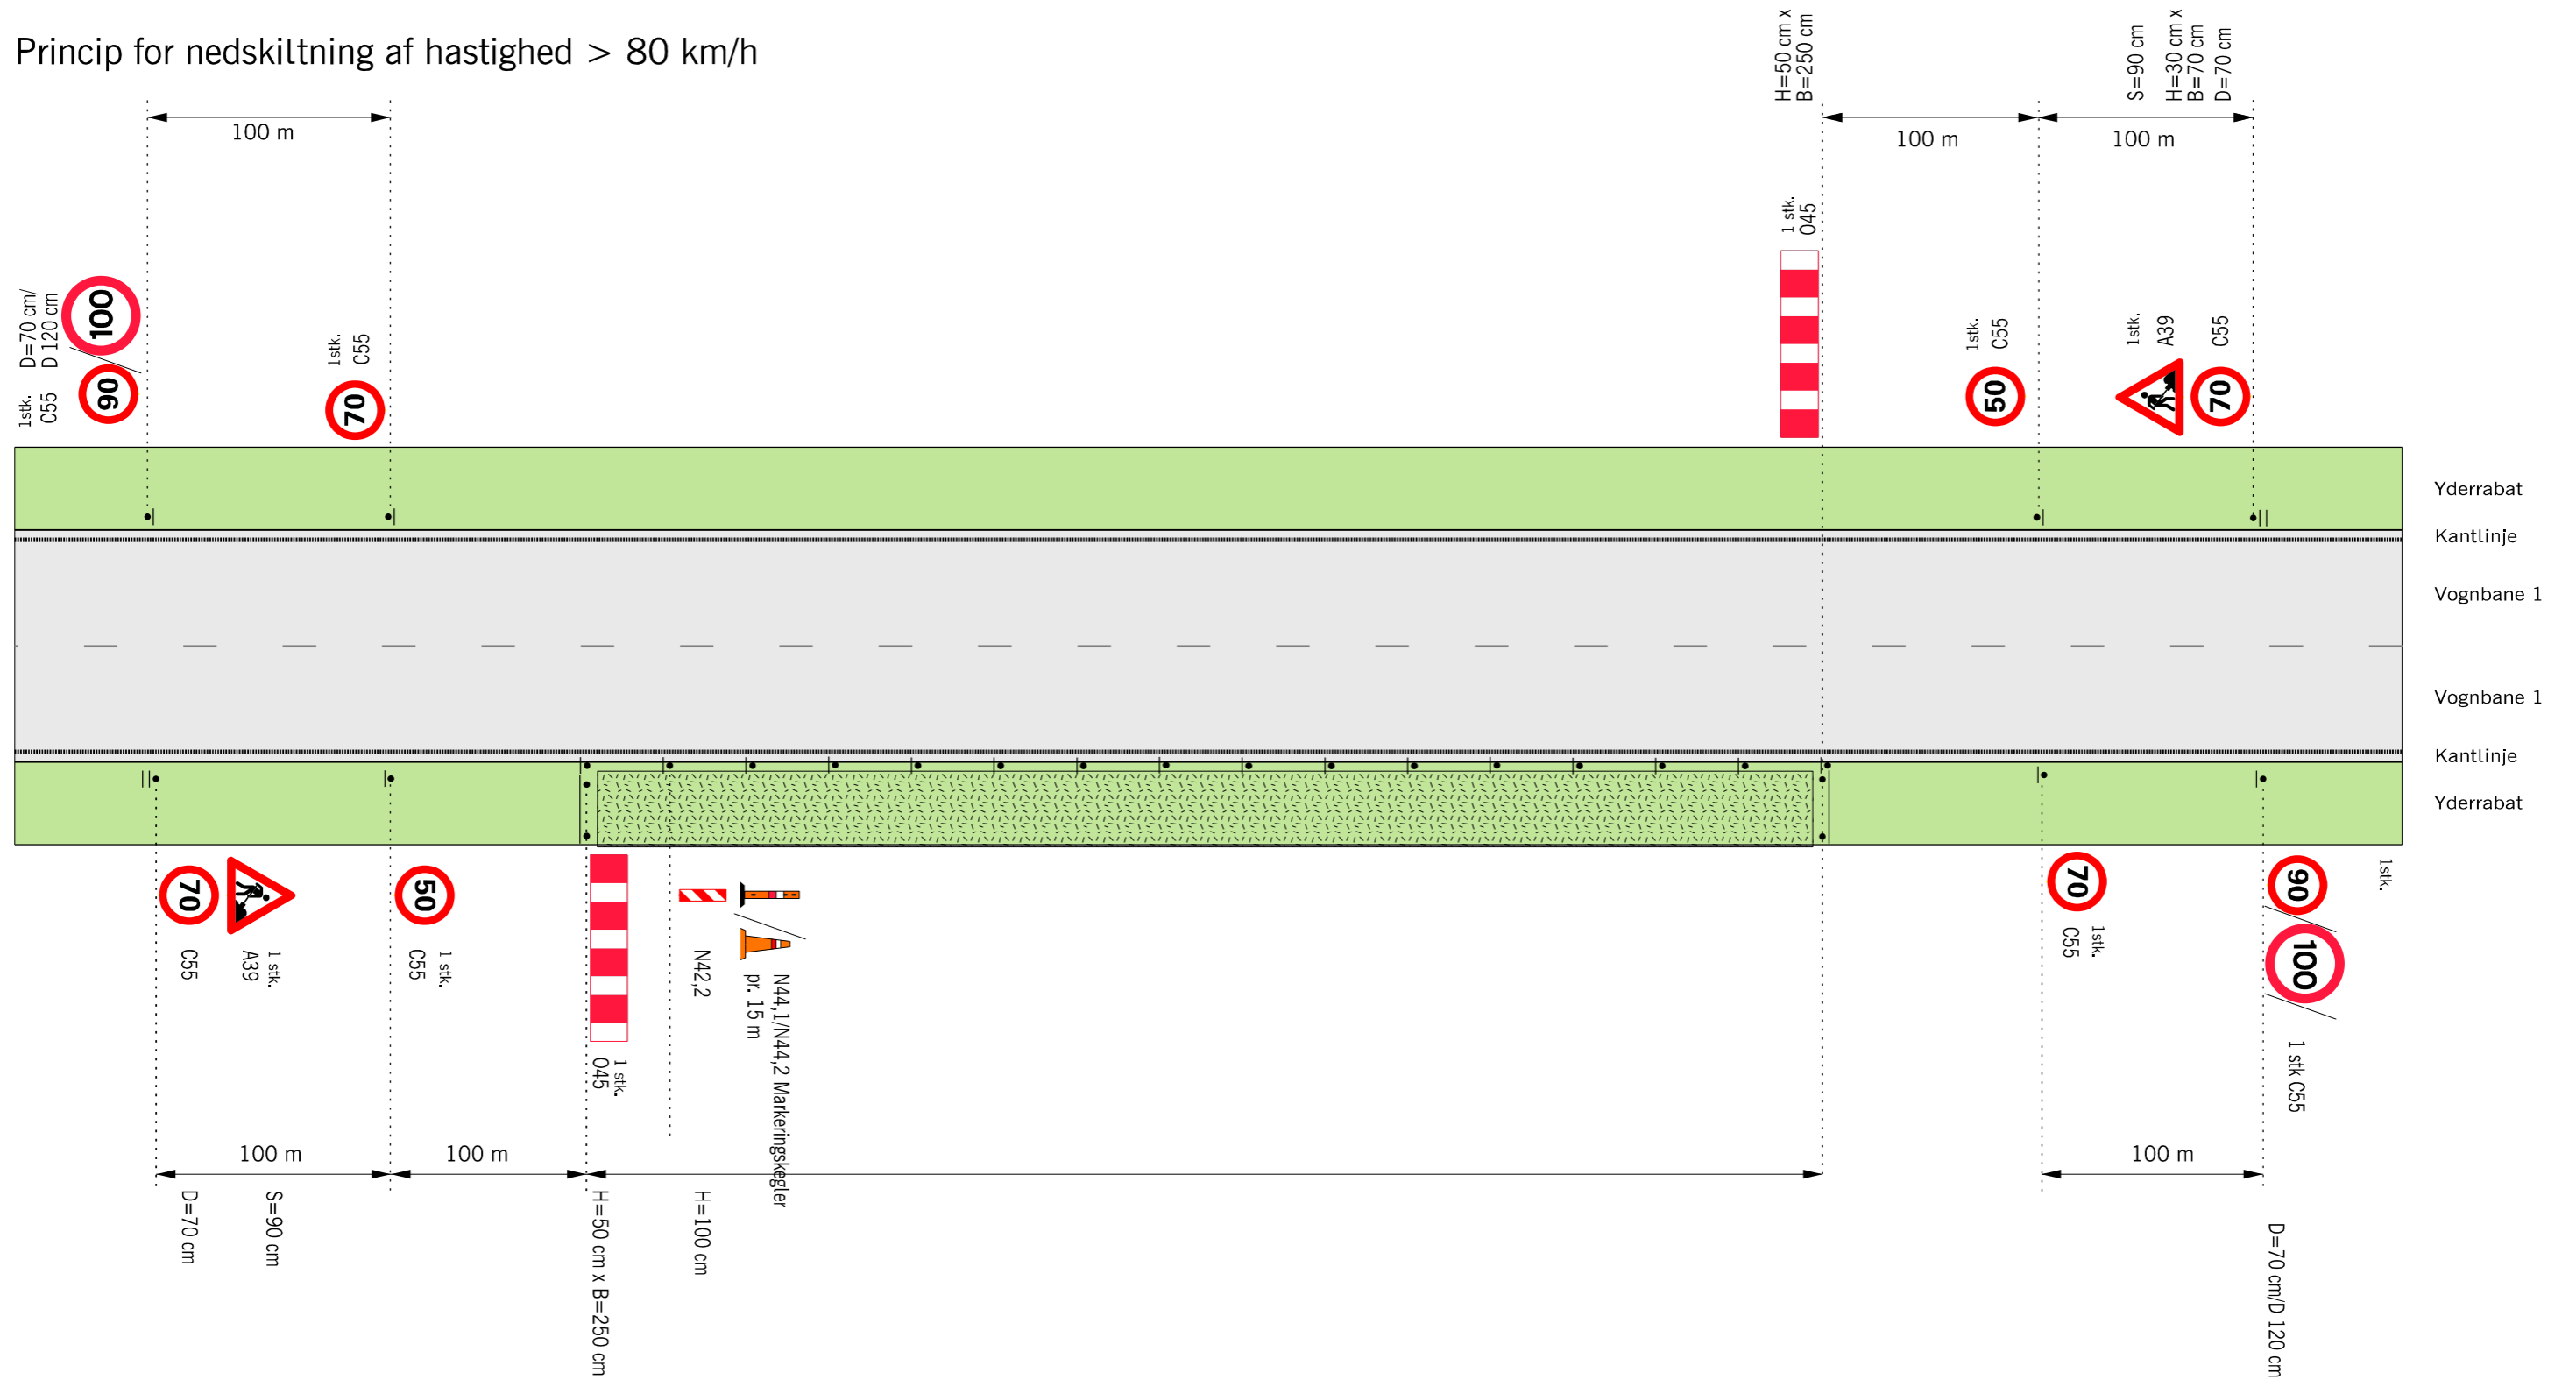 Princip for nedskiltning af hastighed > 80 km/h
100 m
H=50 cm x
B=250 cm
S=90 cm
H=30 cm x
B=70 cm
D=70 cm
100 m
100 m
D=70 cm/
D 120 cm
1stk.
C55
100
90
1stk.
C55
70
1 stk.
O45
1stk.
C55
50
1stk.
A39
C55
70
Yderrabat
Kantlinje
Vognbane 1
Vognbane 1
Kantlinje
Yderrabat
70
C55
A39
1 stk.
50
C55
1 stk.
1 stk.
O45
N42,2
N44,1/N44,2 Markeringskegler
pr. 15 m
70
1stk.
C55
90
100
1stk.
1 stk C55
100 m
100 m
100 m
D=70 cm
S=90 cm
H=50 cm x B=250 cm
H=100 cm
D=70 cm/D 120 cm